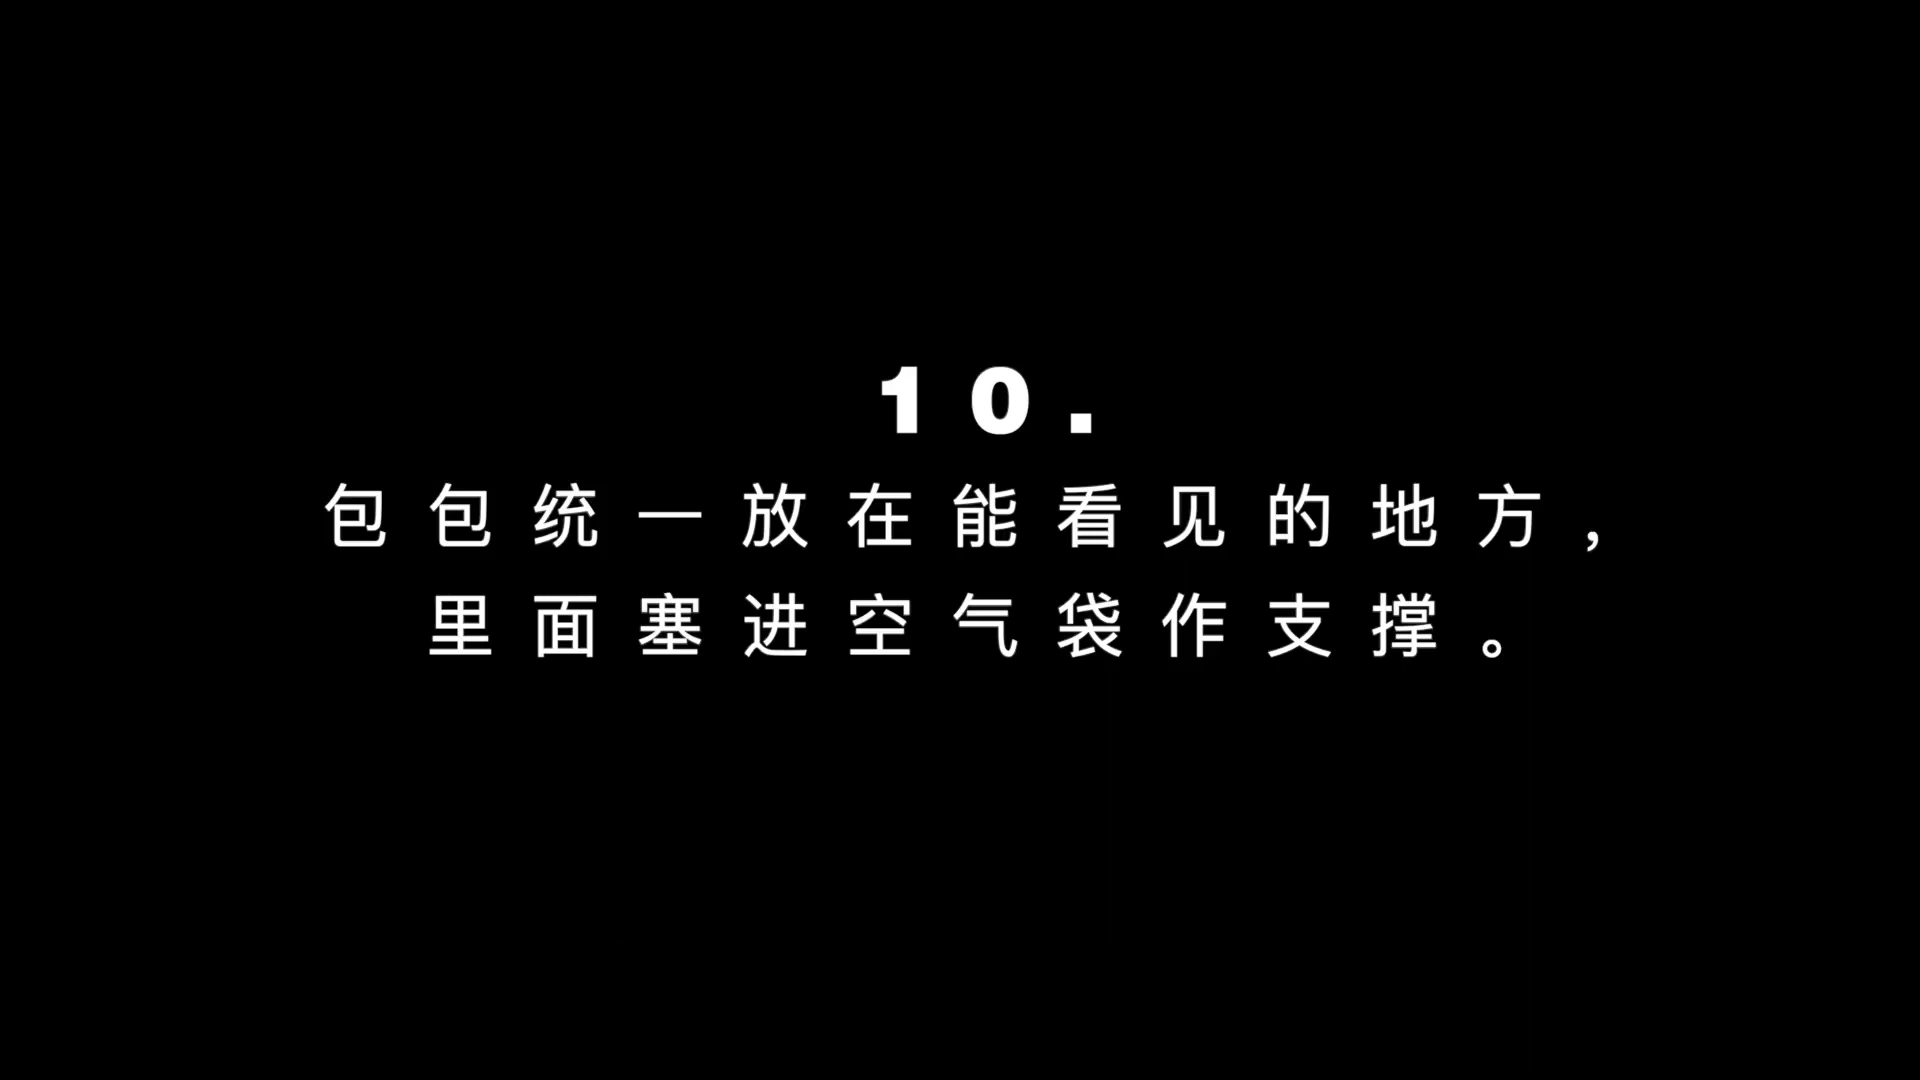 10.
包包统一放在能看见的地方，
里面塞进空气袋作支撑。